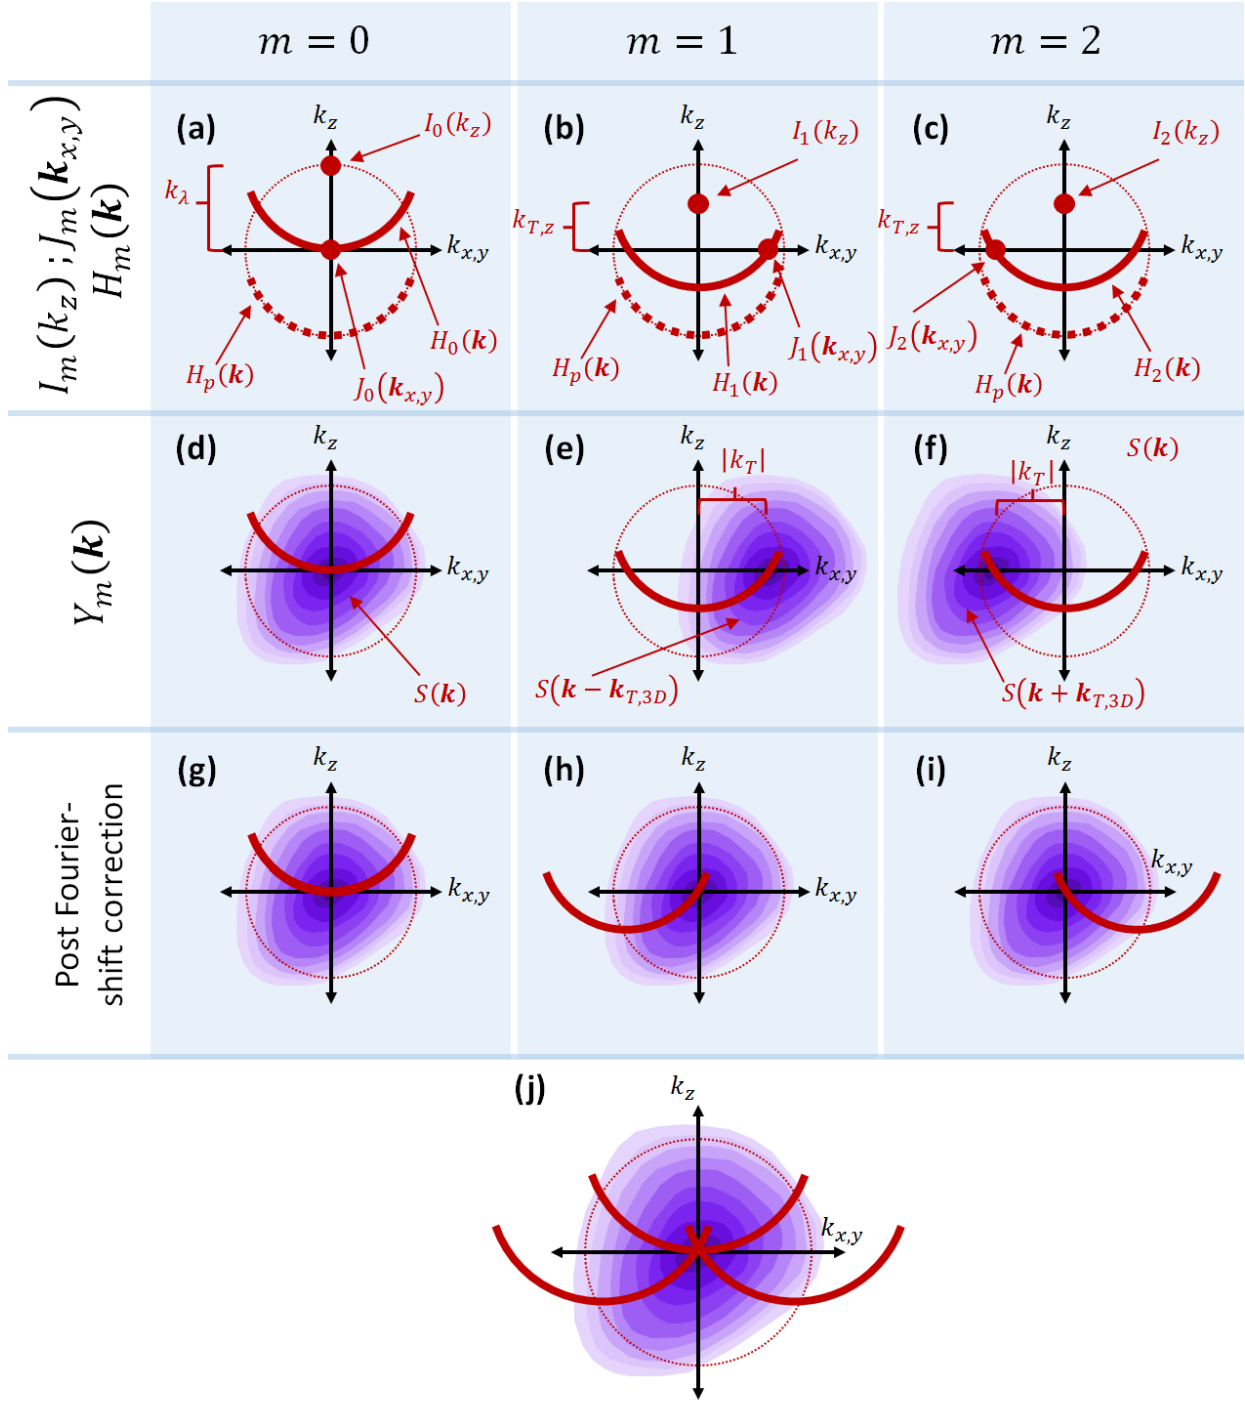 m = 0
m = 1
m = 2
I_m(k_z) ; J_m(𝒌_{x,y})
H_m(𝒌)
(a)
k_z
I_0(k_z)
k_λ
k_{x,y}
H_p(𝒌)
J_0(𝒌_{x,y})
H_0(𝒌)
(b)
k_z
I_1(k_z)
k_{T,z}
k_{x,y}
H_p(𝒌)
H_1(𝒌)
J_1(𝒌_{x,y})
(c)
k_z
I_2(k_z)
k_{T,z}
k_{x,y}
J_2(𝒌_{x,y})
H_p(𝒌)
H_2(𝒌)
Y_m(𝒌)
(d)
k_z
k_{x,y}
S(𝒌)
(e)
k_z
|k_T|
k_{x,y}
S(𝒌 − 𝒌_{T,3D})
(f)
k_z
S(𝒌)
|k_T|
k_{x,y}
S(𝒌 + 𝒌_{T,3D})
Post Fourier-
shift correction
(g)
k_z
k_{x,y}
(h)
k_z
k_{x,y}
(i)
k_z
k_{x,y}
(j)
k_z
k_{x,y}